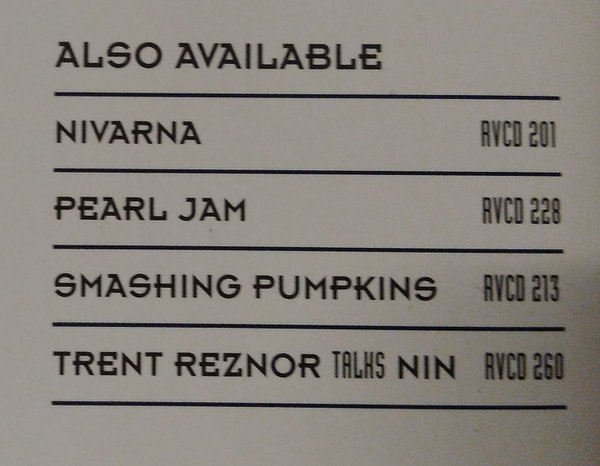 ALSO AVAILABLE
NIVARNA RVCD 201
PEARL JAM RVCD 228
SMASHING PUMPKINS RVCD 213
TRENT REZNOR TALKS NIN RVCD 260